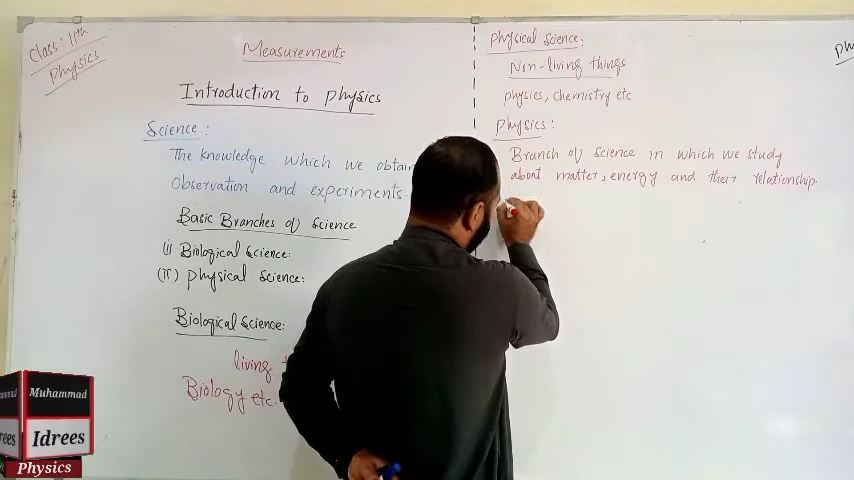 Class: 11th
Physics
Measurements
Introduction to physics
Science:
The knowledge which we obtain
Observation and experiments.
Basic Branches of Science
(i) Biological Science:
(ii) physical Science:
Biological Science:
living
Biology etc.
physical Science:
Non-living things
physics, chemistry etc
physics:
Branch of Science in which we study
about matter, energy and their relationship.
Muhammad
Idrees
Physics